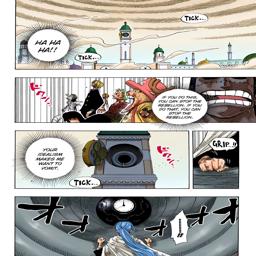 HA HA
HA!!
TICK...
TICK...
IF YOU DO THIS,
YOU CAN STOP THE
REBELLION. IF YOU
DO THAT, YOU CAN
STOP THE
REBELLION.
YOUR
IDEALISM
MAKES ME
WANT TO
VOMIT.
TICK...
GRIP..!!